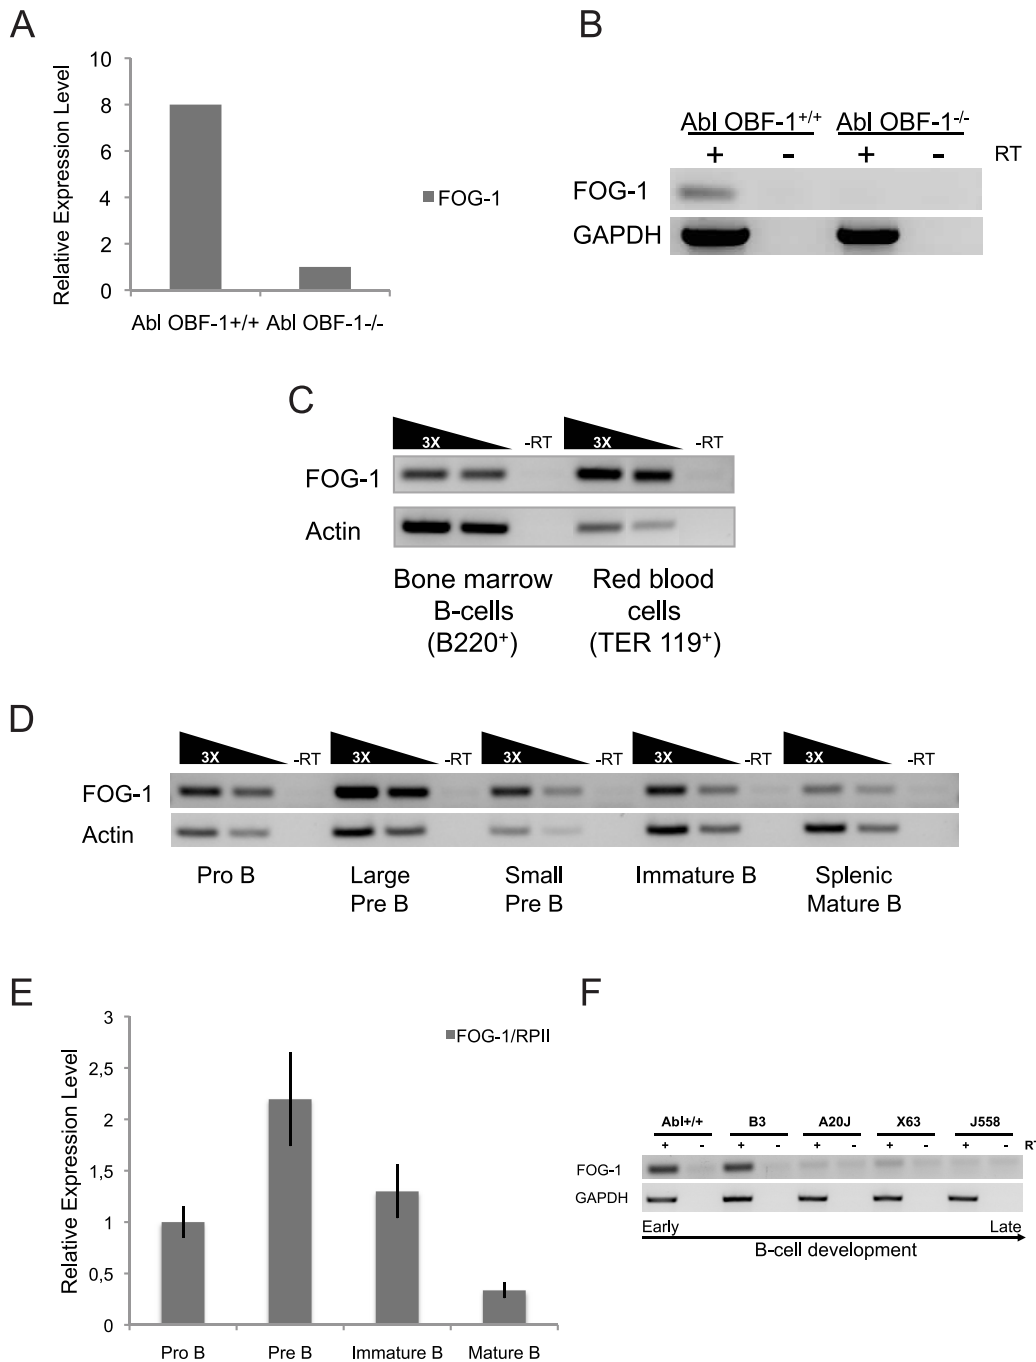 A
Relative Expression Level
10
8
6
4
2
0
Abl OBF-1+/+ Abl OBF-1-/-
FOG-1
B
Abl OBF-1+/+ Abl OBF-1-/-
+ - + - RT
FOG-1
GAPDH
C
3X -RT 3X -RT
FOG-1
Actin
Bone marrow
B-cells
(B220+)
Red blood
cells
(TER 119+)
D
3X -RT 3X -RT 3X -RT 3X -RT 3X -RT
FOG-1
Actin
Pro B
Large
Pre B
Small
Pre B
Immature B
Splenic
Mature B
E
Relative Expression Level
3
2,5
2
1,5
1
0,5
0
FOG-1/RPII
Pro B Pre B Immature B Mature B
F
Abl+/+ B3 A20J X63 J558
+ - + - + - + - + - R
FOG-1
GAPDH
Early Late
B-cell development